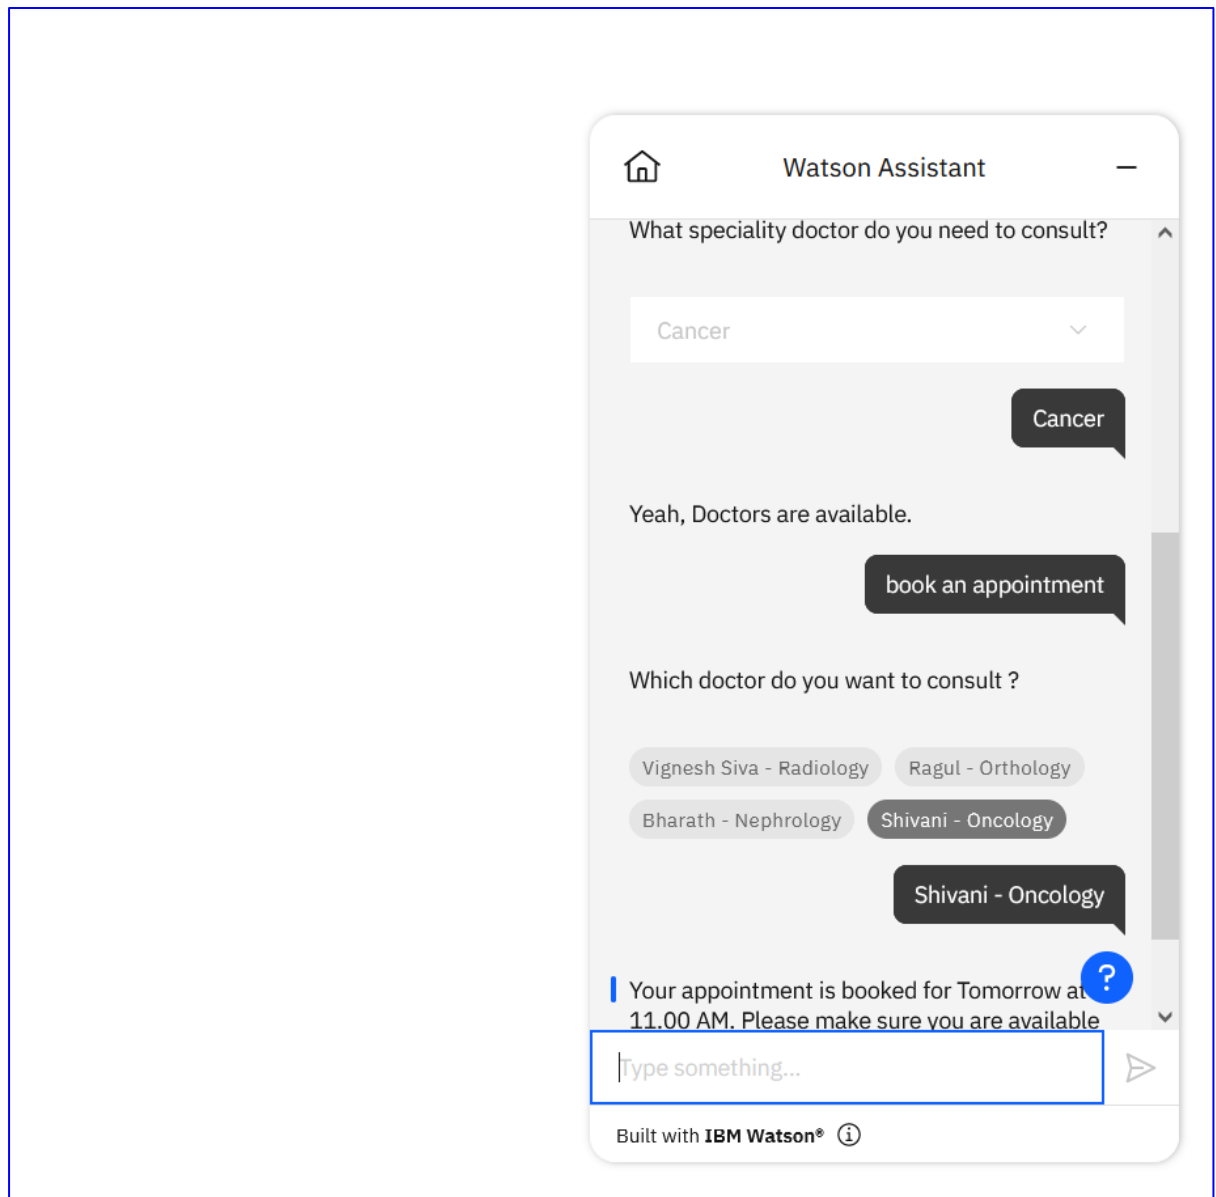 Watson Assistant
What speciality doctor do you need to consult?
Cancer
Cancer
Yeah, Doctors are available.
book an appointment
Which doctor do you want to consult ?
Vignesh Siva - Radiology
Ragul - Orthology
Bharath - Nephrology
Shivani - Oncology
Shivani - Oncology
Your appointment is booked for Tomorrow at
?
11.00 AM. Please make sure you are available
Type something...
Built with IBM Watson®